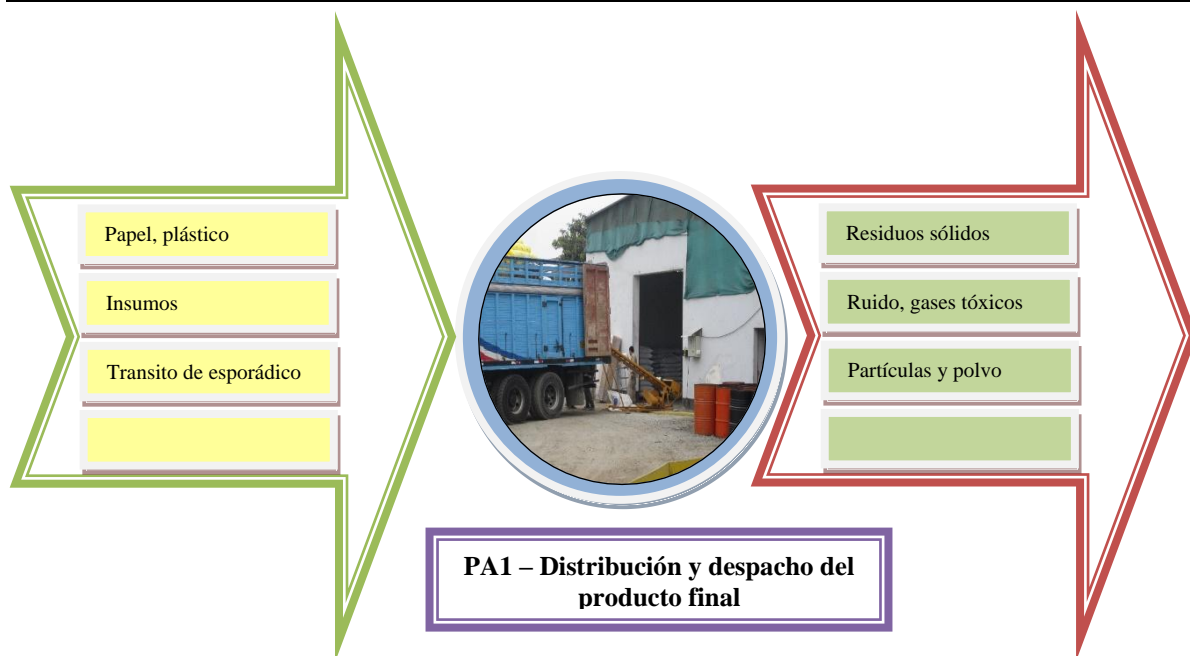 Papel, plástico
Insumos
Transito de esporádico
Residuos sólidos
Ruido, gases tóxicos
Partículas y polvo
PA1 – Distribución y despacho del
producto final